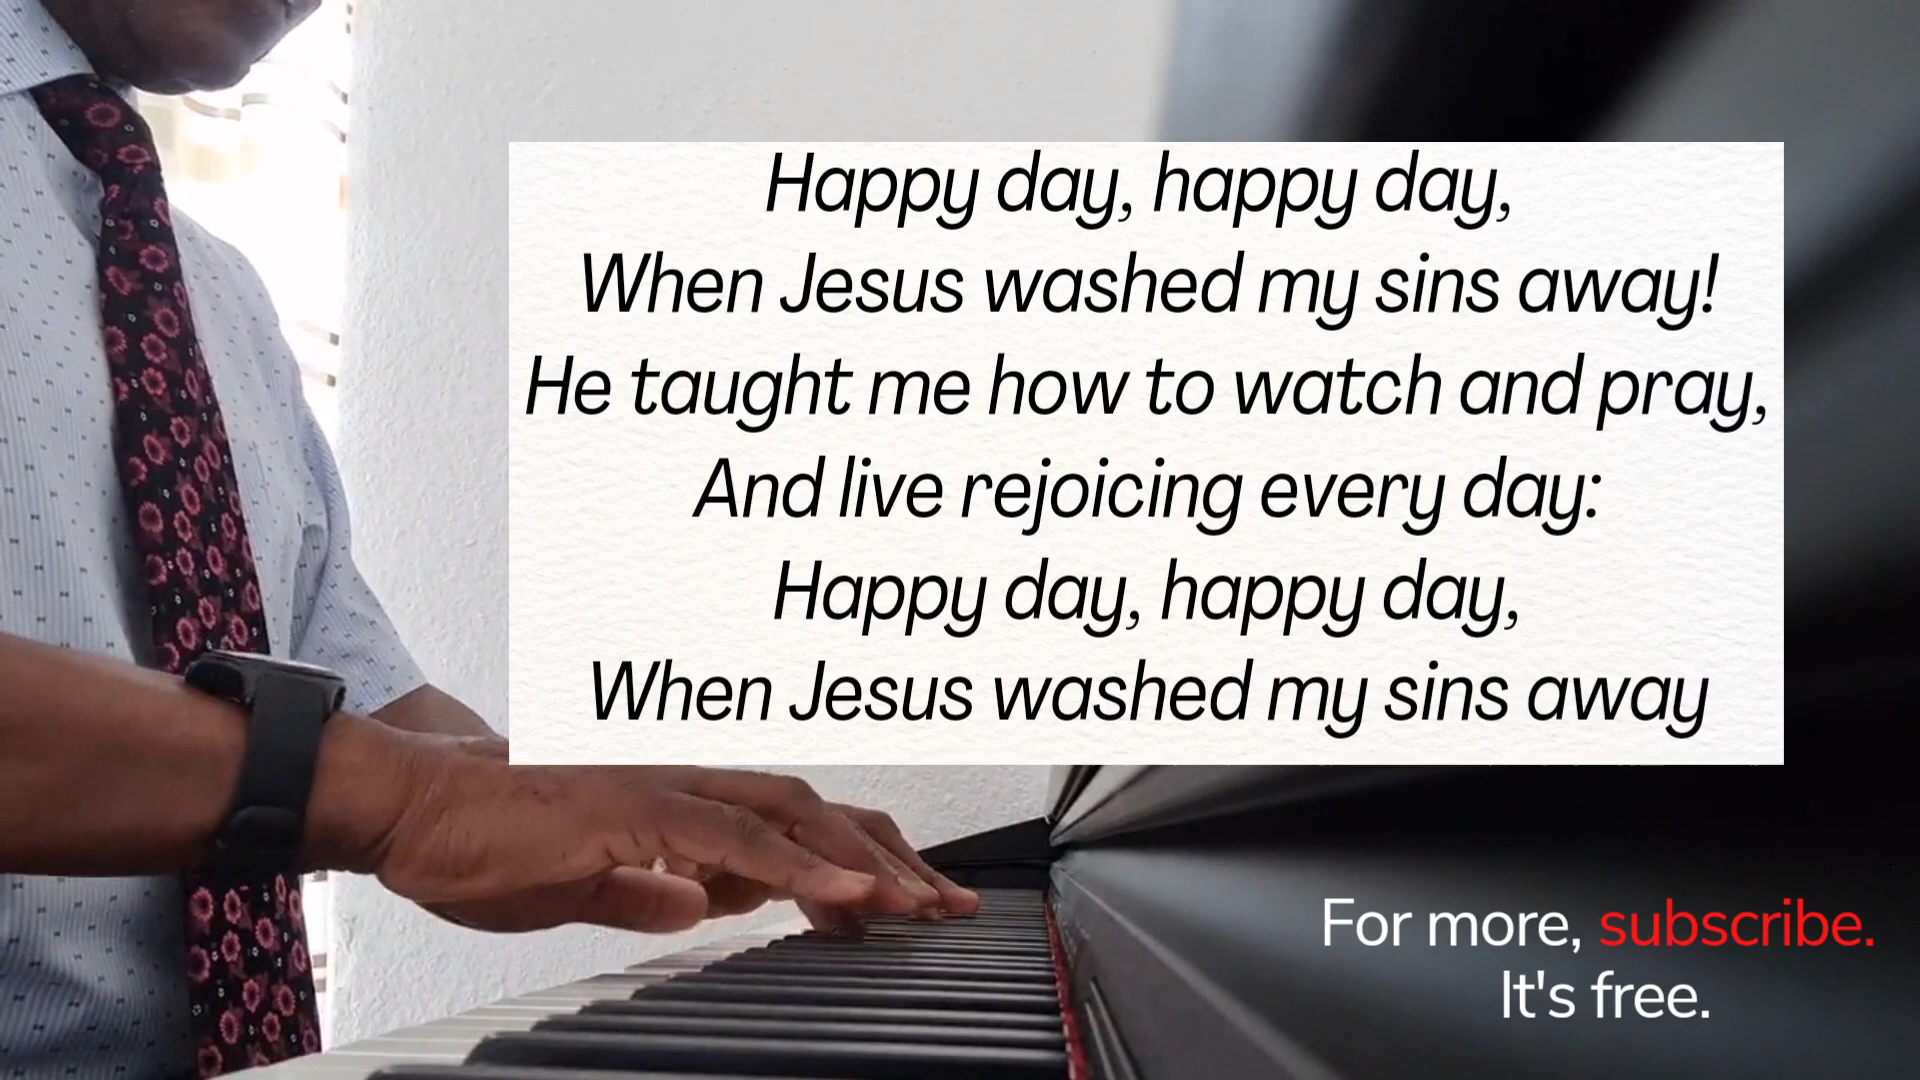 Happy day, happy day,
When Jesus washed my sins away!
He taught me how to watch and pray,
And live rejoicing every day:
Happy day, happy day,
When Jesus washed my sins away
For more, subscribe.
It's free.